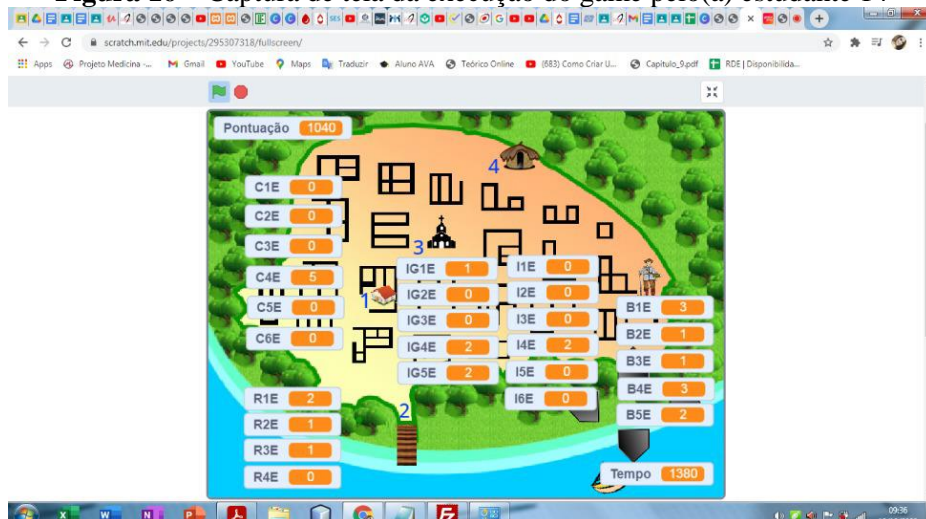 Figura 16 - Captura de tela da execução do game pelo(a) estudante
scratch.mit.edu/projects/295307318/fullscreen/
Apps Projeto Medicina -... Gmail YouTube Maps Traduzir Aluno AVA Teórico Online (683) Como Criar U... Capitulo_9.pdf RDE | Disponibilida...
Pontuação 1040
4
C1E 0
C2E 0
C3E 0
C4E 5
C5E 0
C6E 0
3
1
IG1E 1
IG2E 0
IG3E 0
IG4E 2
IG5E 2
I1E 0
I2E 0
I3E 0
I4E 2
I5E 0
I6E 0
B1E 3
B2E 1
B3E 1
B4E 3
B5E 2
R1E 2
R2E 1
R3E 1
R4E 0
2
Tempo 1380
09:36